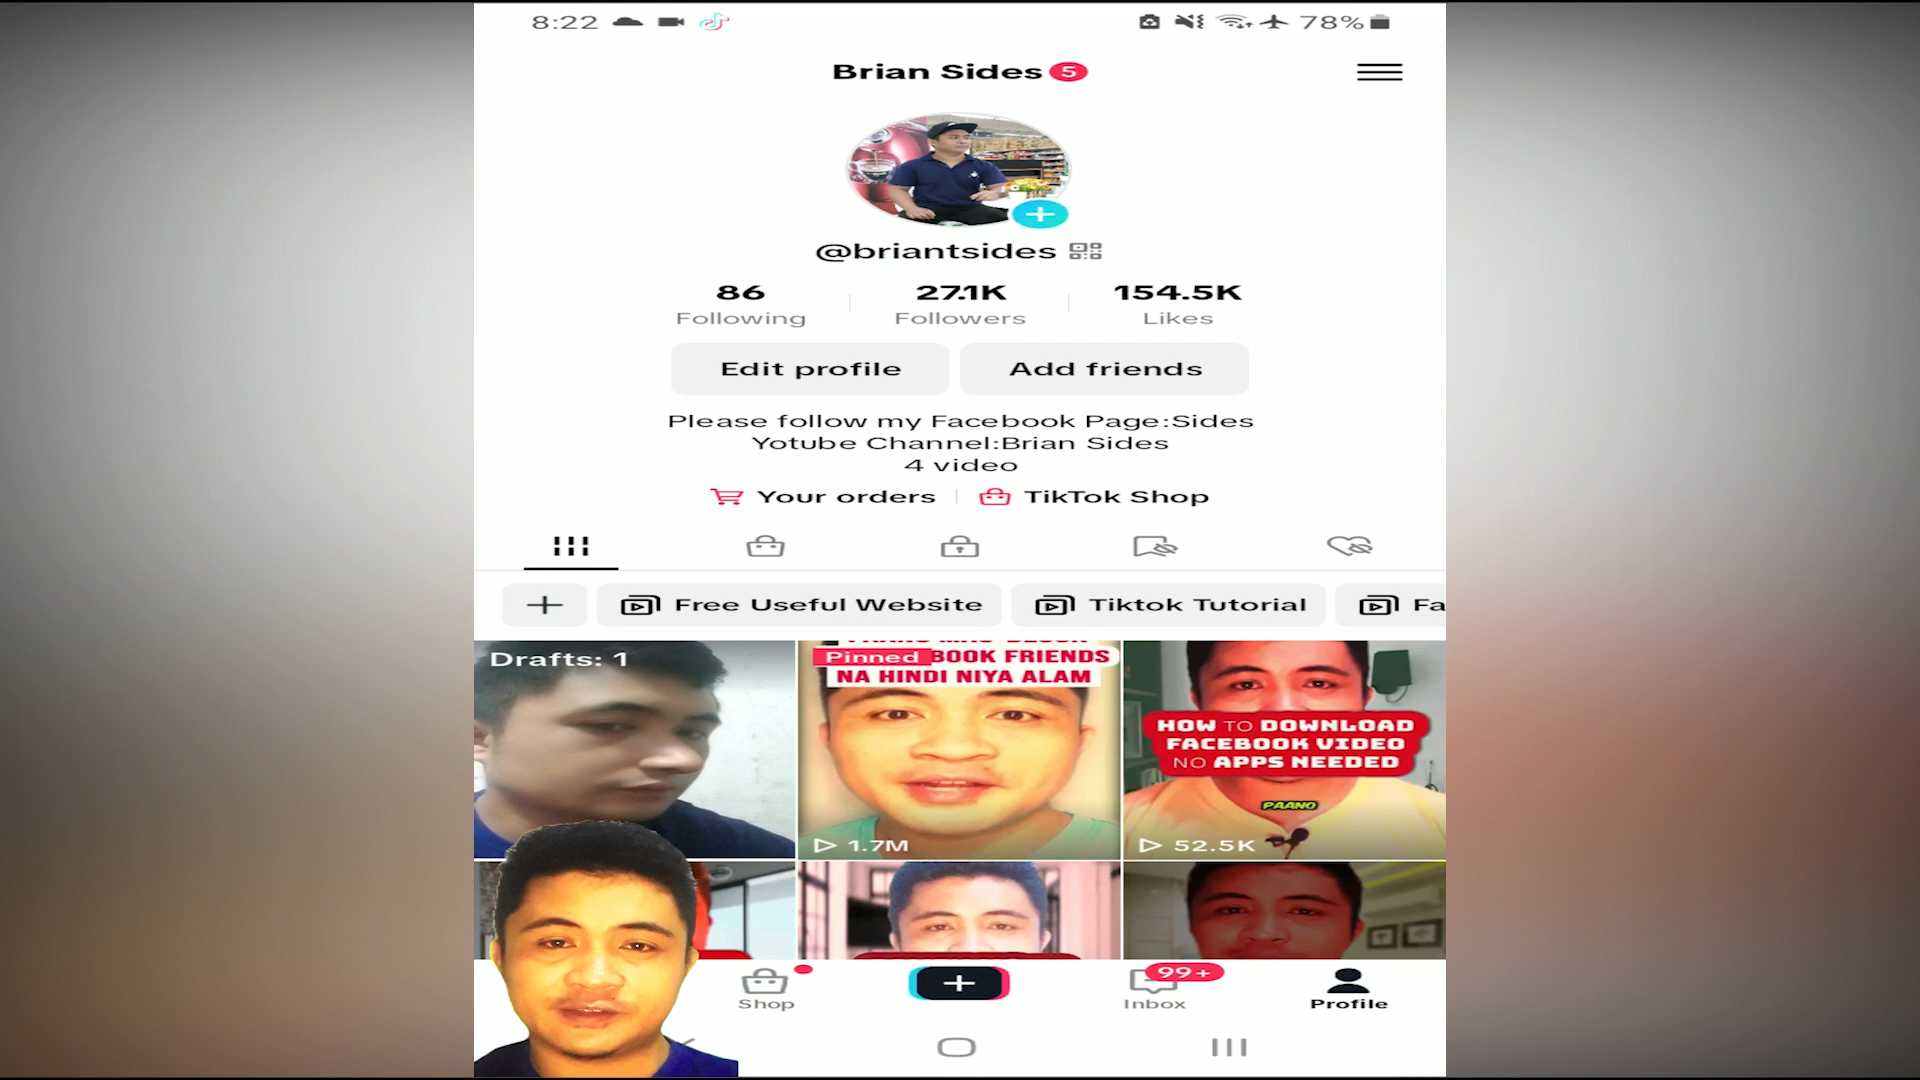 8:22
78%
Brian Sides 5
@briantsides
86
Following
27.1K
Followers
154.5K
Likes
Edit profile
Add friends
Please follow my Facebook Page:Sides
Yotube Channel:Brian Sides
4 video
Your orders
TikTok Shop
Free Useful Website
Tiktok Tutorial
Fa
Drafts: 1
Pinned
BOOK FRIENDS
NA HINDI NIYA ALAM
1.7M
HOW TO DOWNLOAD
FACEBOOK VIDEO
NO APPS NEEDED
PAANO
52.5K
Shop
99+
Inbox
Profile